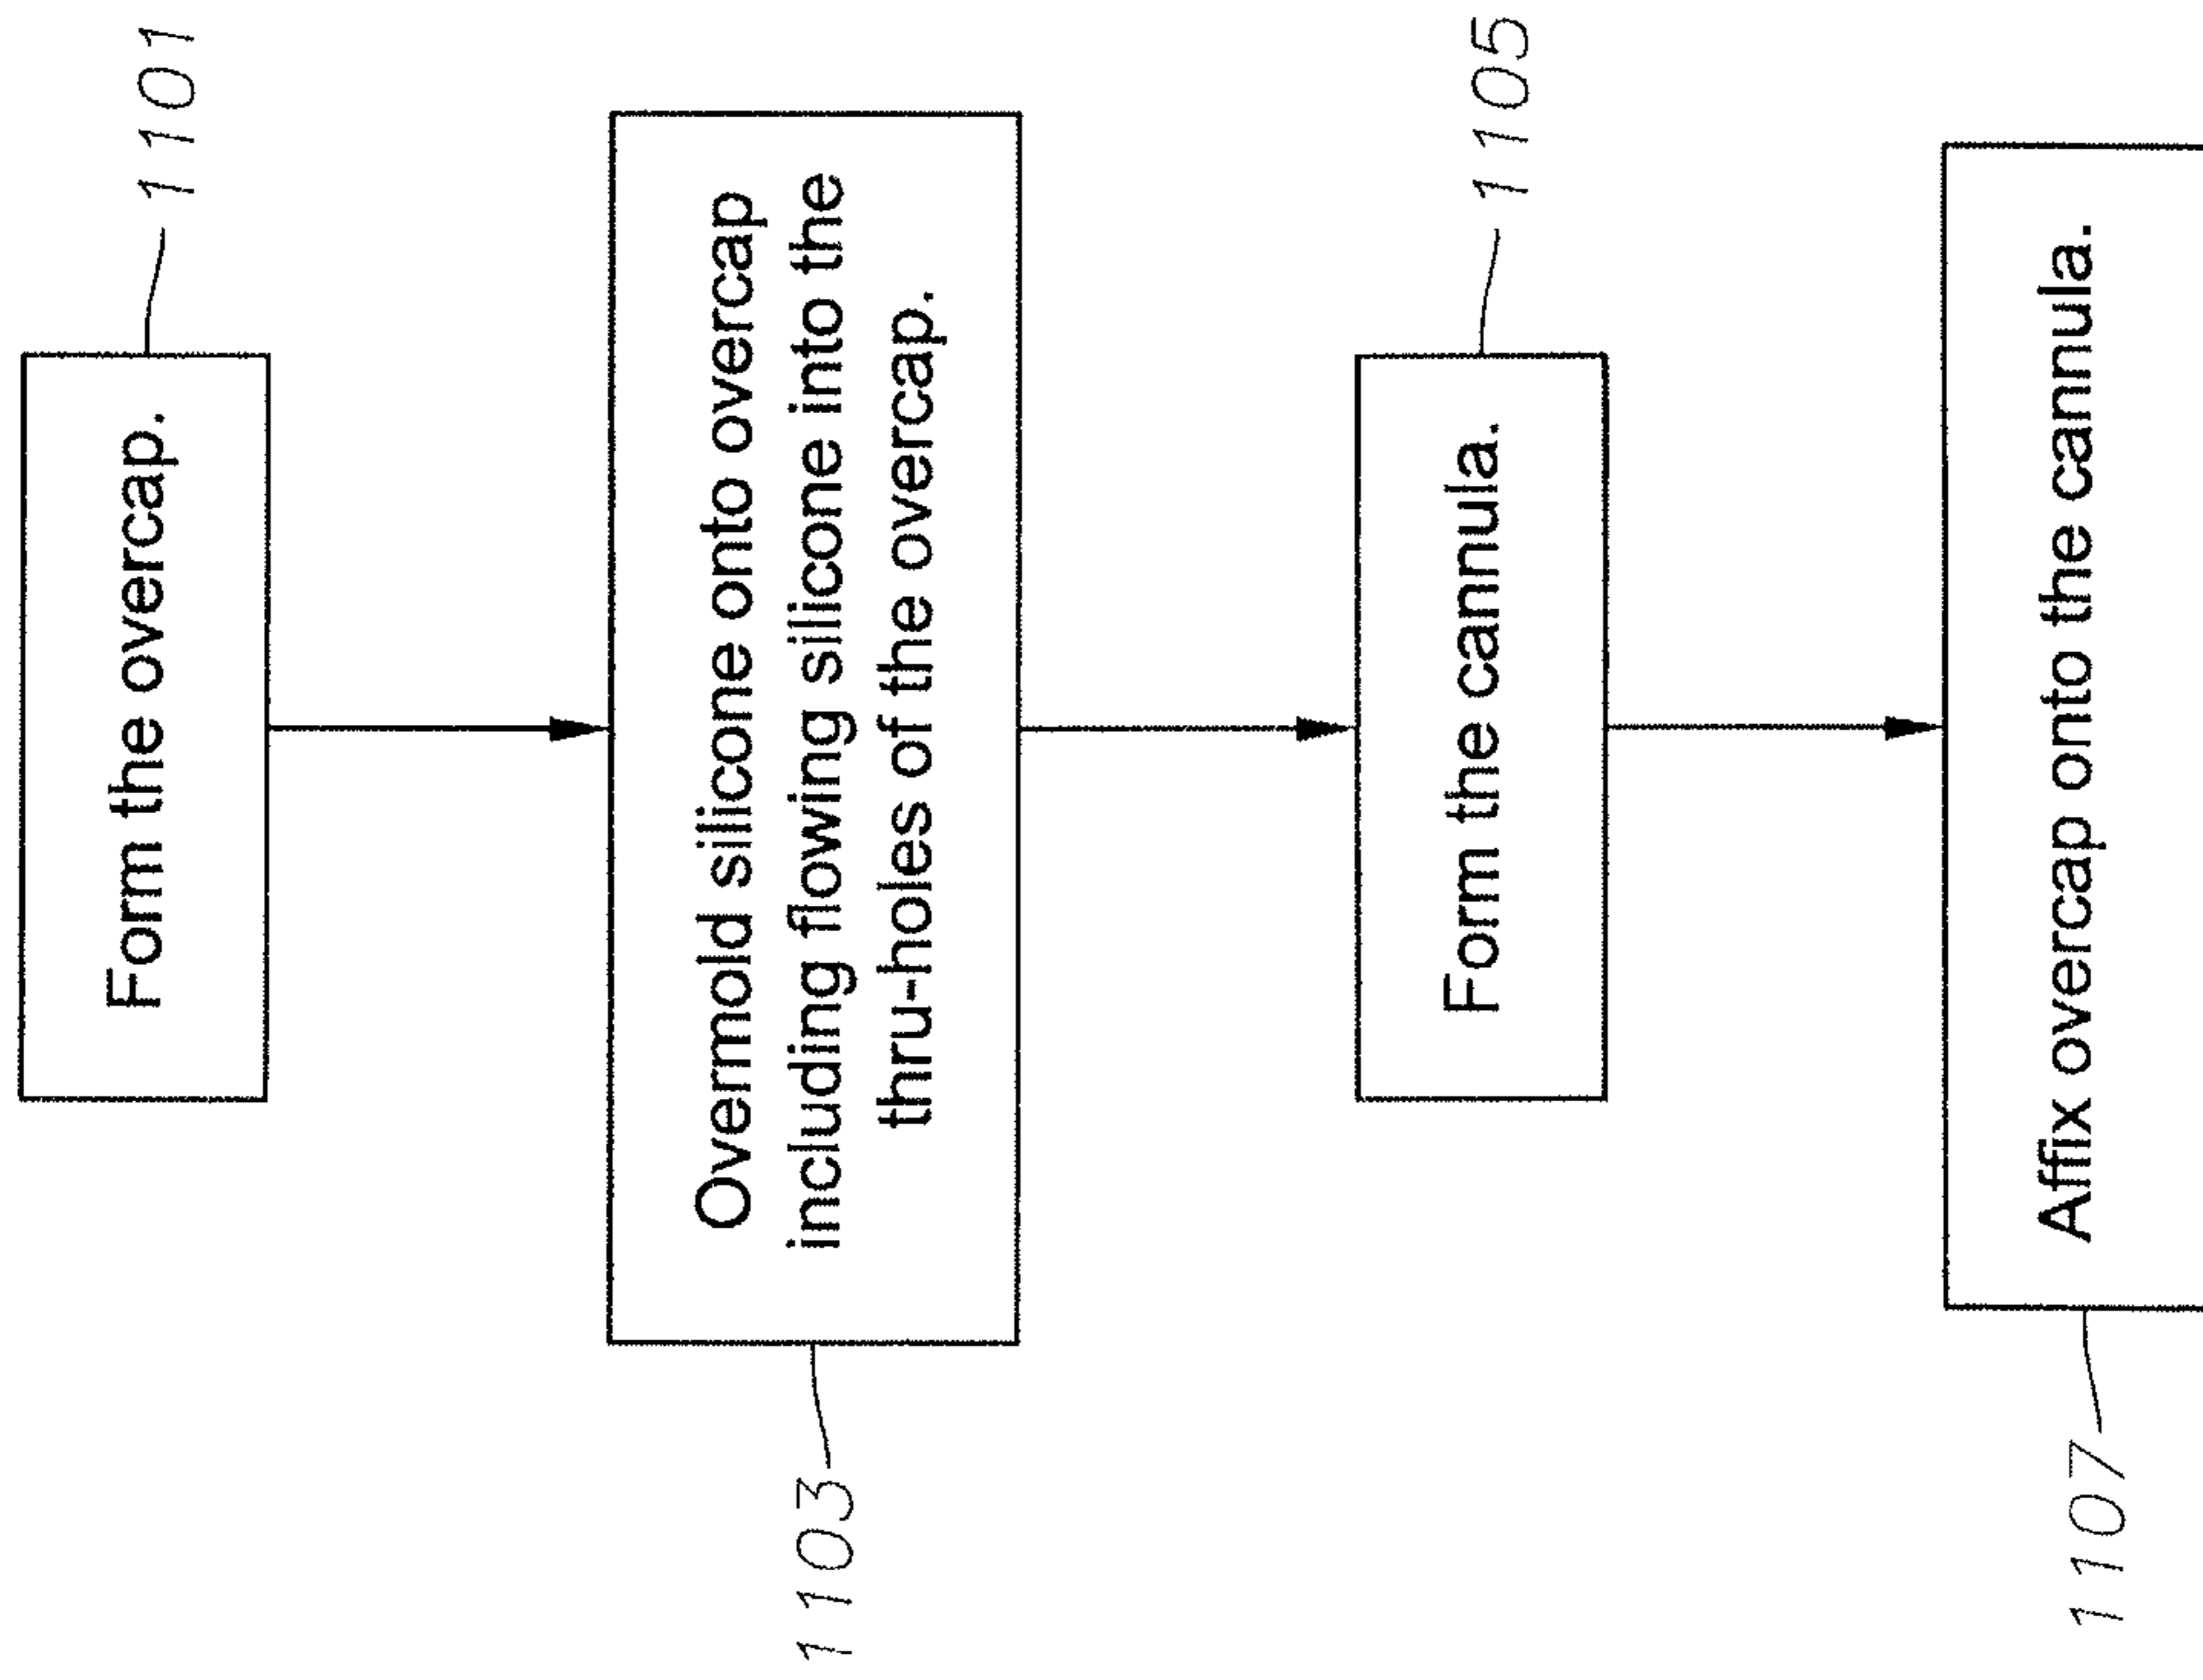 Form the overcap.
1101
Overmold silicone onto overcap
including flowing silicone into the
thru-holes of the overcap.
1103
Form the cannula.
1105
Affix overcap onto the cannula.
1107